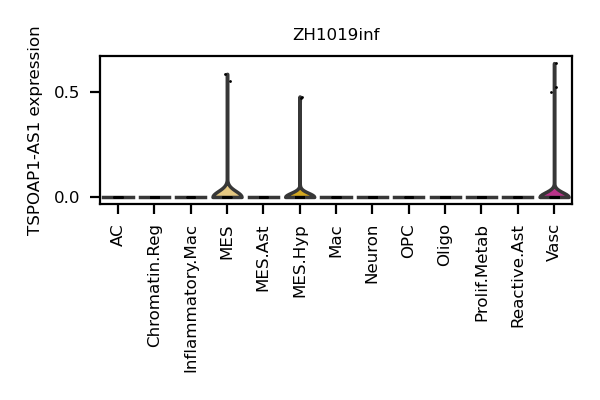 ZH1019inf
TSPOAP1-AS1 expression
0.5
0.0
AC
Chromatin.Reg
Inflammatory.Mac
MES
MES.Ast
MES.Hyp
Mac
Neuron
OPC
Oligo
Prolif.Metab
Reactive.Ast
Vasc